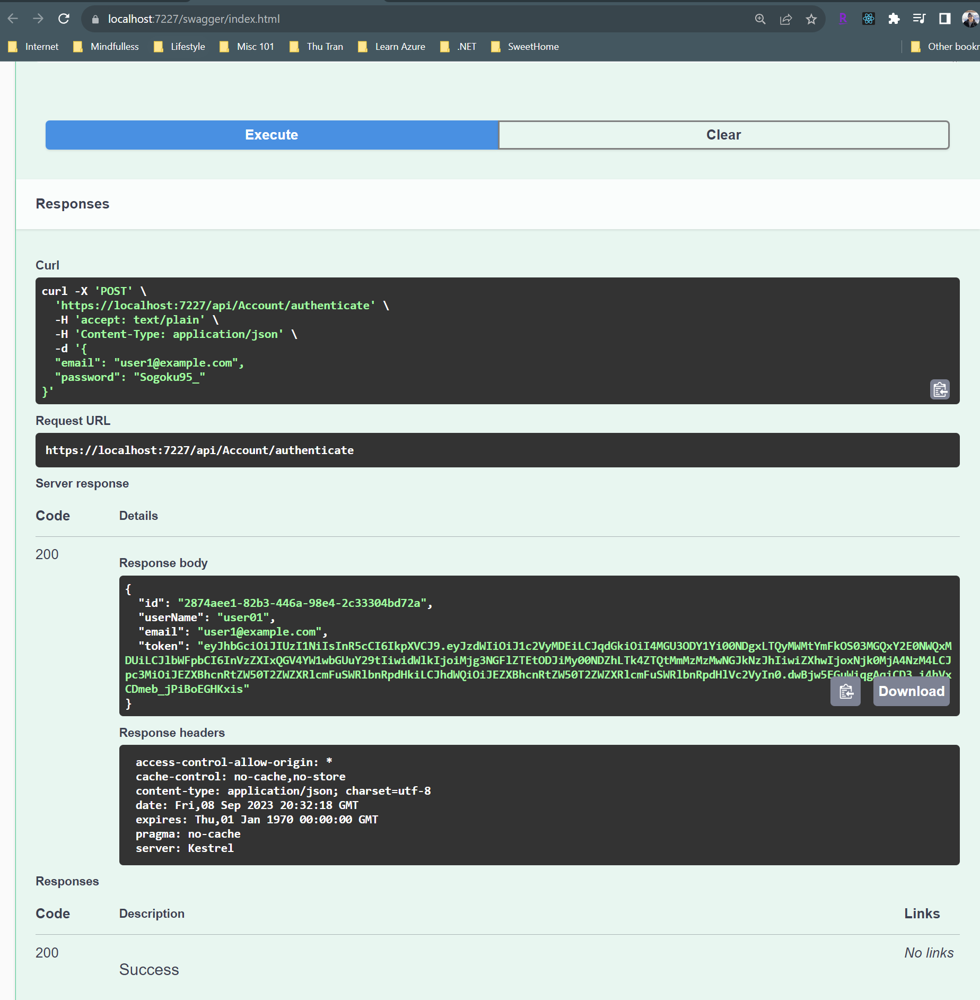 localhost:7227/swagger/index.html
Internet Mindfulless Lifestyle Misc 101 Thu Tran Learn Azure .NET SweetHome Other bookr
Execute Clear
Responses
Curl
curl -X 'POST' \
'https://localhost:7227/api/Account/authenticate' \
-H 'accept: text/plain' \
-H 'Content-Type: application/json' \
-d '{
"email": "user1@example.com",
"password": "Sogoku95_"
}'
Request URL
https://localhost:7227/api/Account/authenticate
Server response
Code Details
200
Response body
{
"id": "2874aee1-82b3-446a-98e4-2c33304bd72a",
"userName": "user01",
"email": "user1@example.com",
"token": "eyJhbGciOiJIUzI1NiIsInR5cCI6IkpXVCJ9.eyJzdWIiOiJ1c2VyMDEiLCJqdGkiOiI4MGU3ODY1Yi00NDgxLTQyMWMtYmFkOS03MGQxY2E0NWQxM
DUiLCJlbWFpbCI6InVzZXIxQGV4YW1wbGUuY29tIiwidWlkIjoiMjg3NGFlZTEtODJiMy00NDZhLTk4ZTQtMmMzMzMwNGJkNzJhIiwiZXhwIjoxNjk0MjA4NzM4LCJ
pc3MiOiJEZXBhcnRtZW50T2ZWZXRlcmFuSWRlbnRpdHkiLCJhdWQiOiJEZXBhcnRtZW50T2ZWZXRlcmFuSWRlbnRpdHlVc2VyIn0.
CDmeb_jPiBoEGHKxis"
}
Download
Response headers
access-control-allow-origin: *
cache-control: no-cache,no-store
content-type: application/json; charset=utf-8
date: Fri,08 Sep 2023 20:32:18 GMT
expires: Thu,01 Jan 1970 00:00:00 GMT
pragma: no-cache
server: Kestrel
Responses
Code Description Links
200 No links
Success